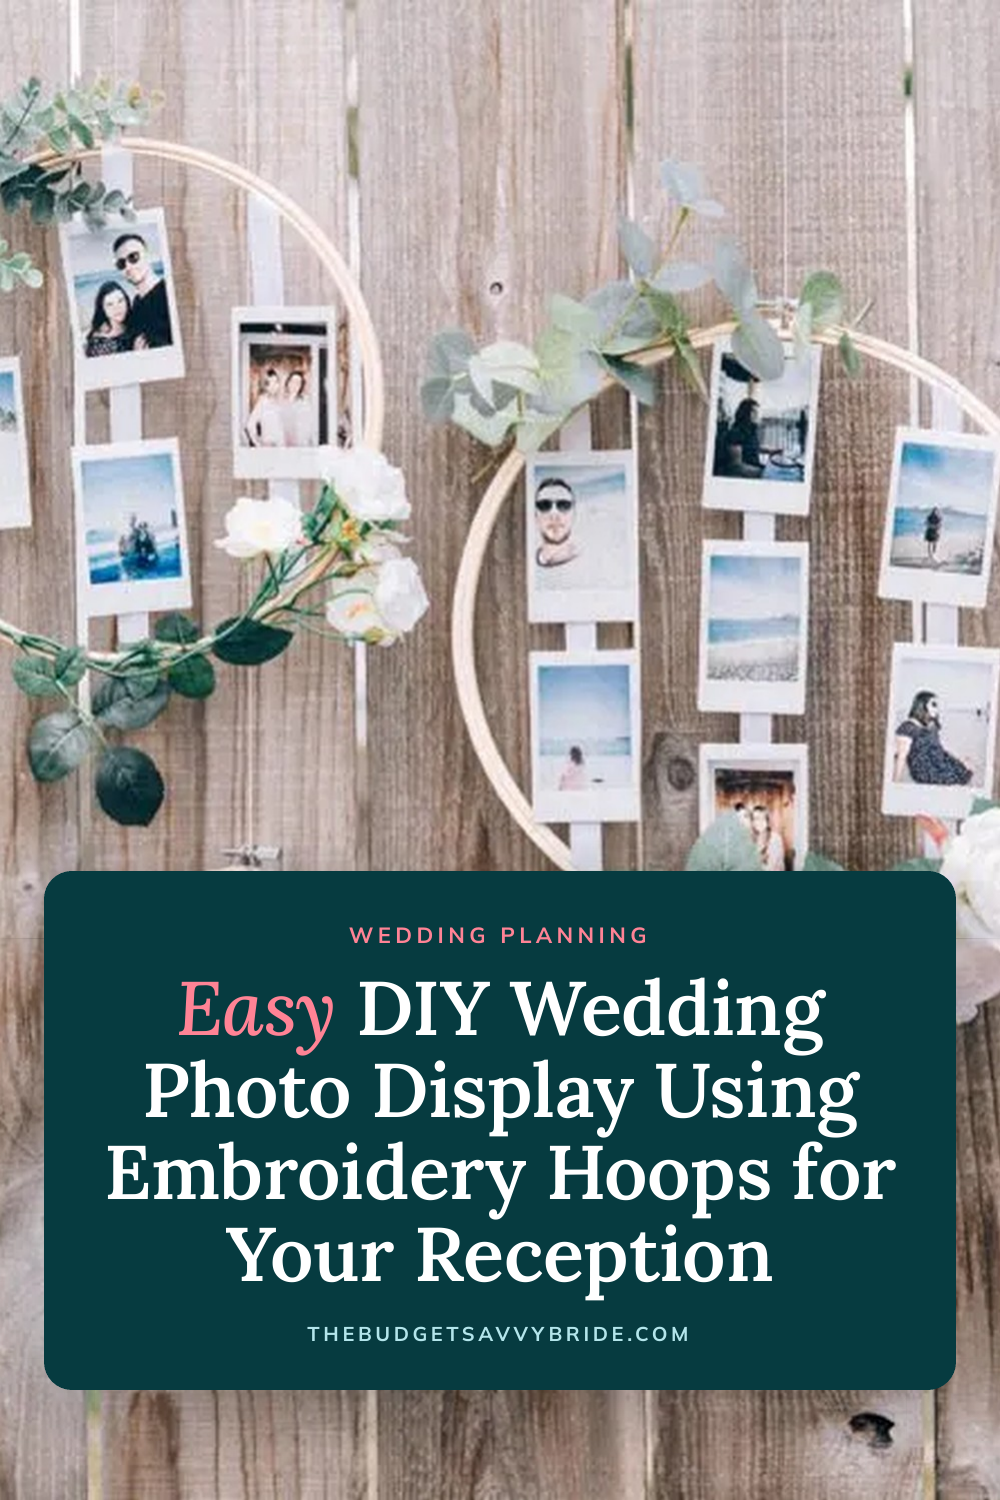 WEDDING PLANNING
Easy DIY Wedding
Photo Display Using
Embroidery Hoops for
Your Reception
THEBUDGETSAVVYBRIDE.COM